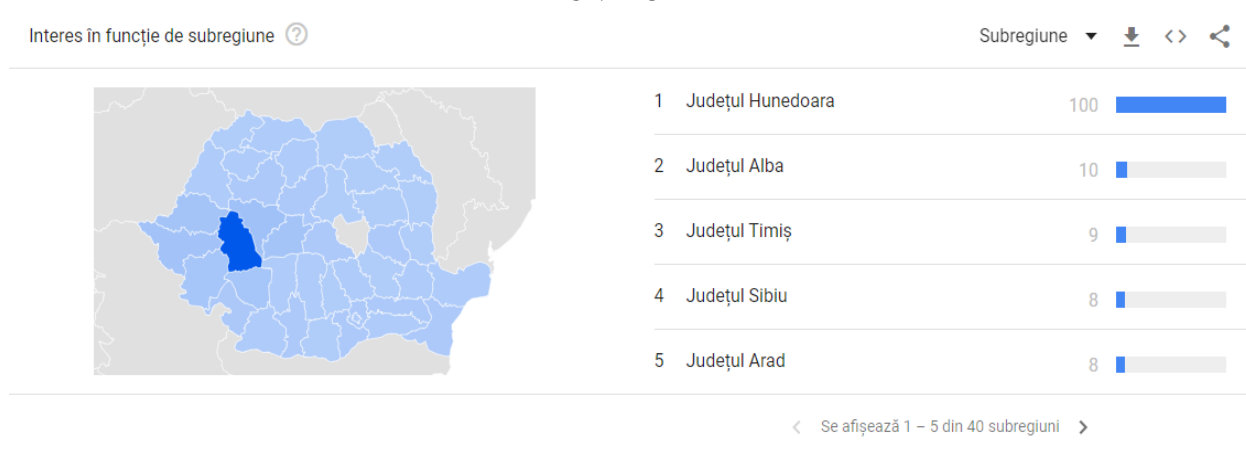 Interes în funcție de subregiune
Subregiune
1 Județul Hunedoara 100
2 Județul Alba 10
3 Județul Timiș 9
4 Județul Sibiu 8
5 Județul Arad 8
Se afișează 1 – 5 din 40 subregiuni